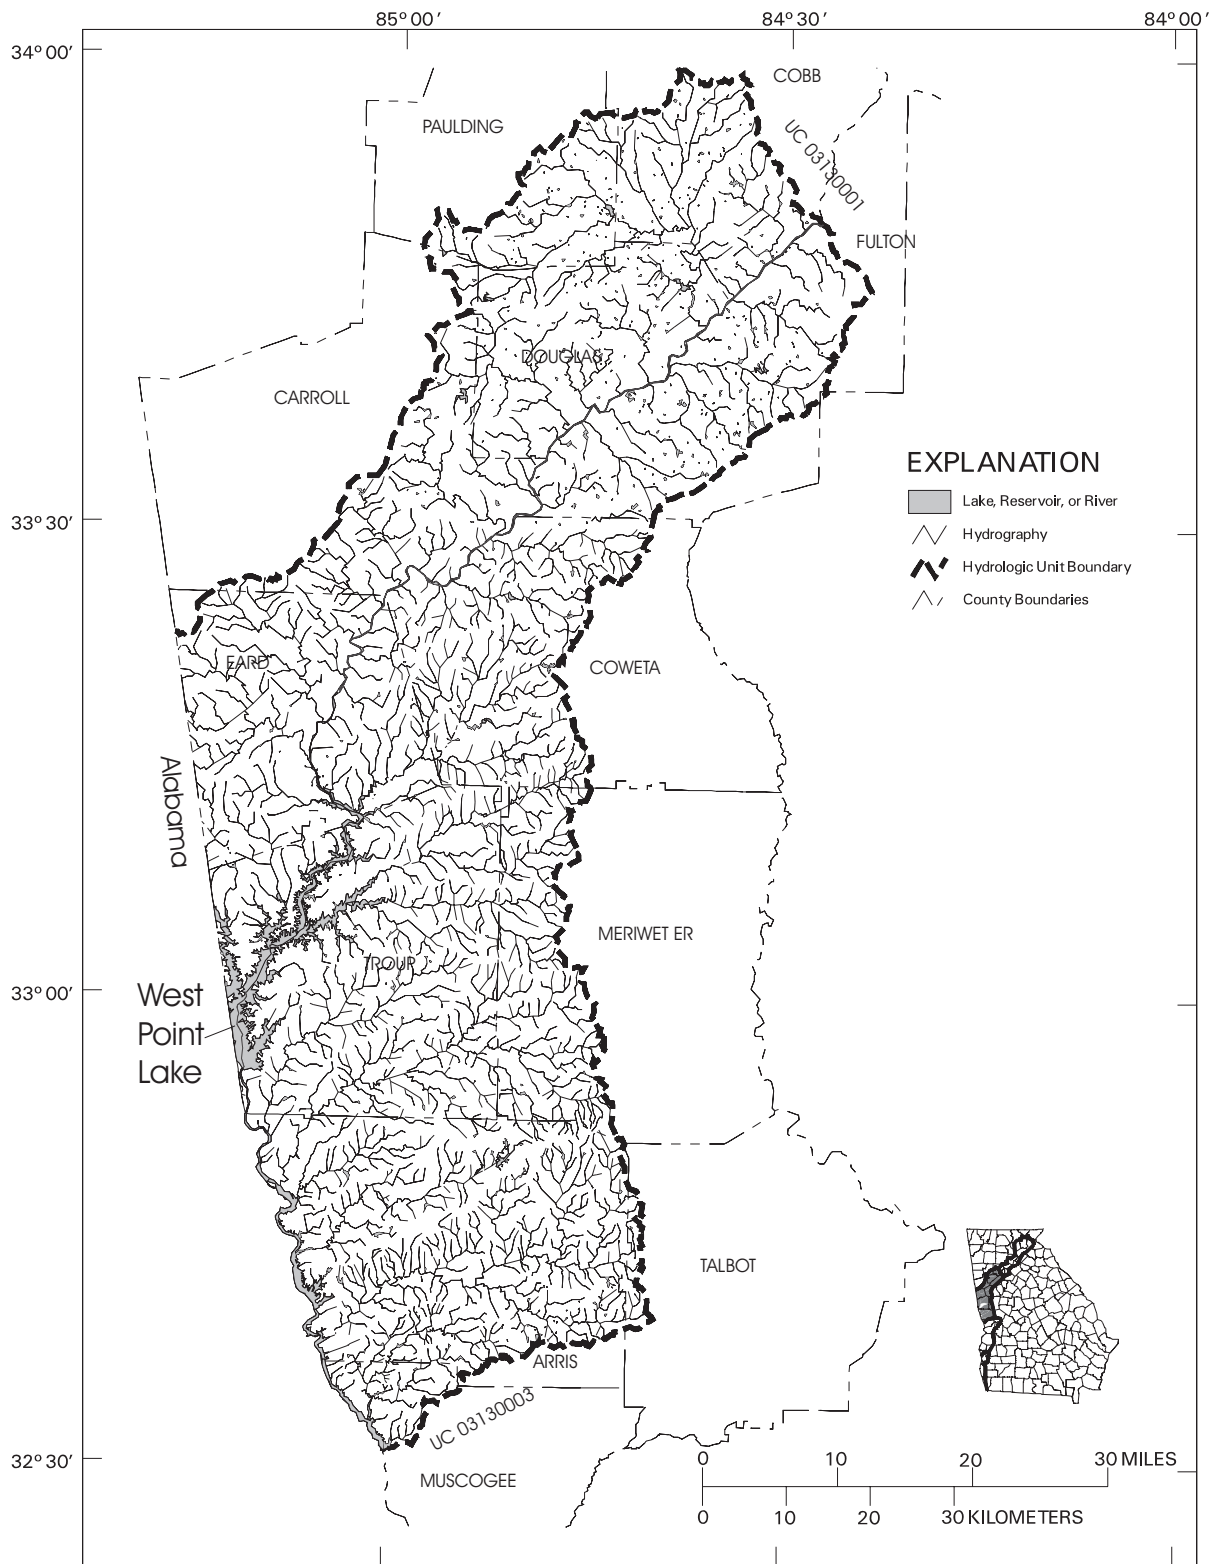 85°00′
84°30′
84°00′
34°00′
COBB
PAULDING
UC 03130001
FULTON
DOUGLAS
CARROLL
EXPLANATION
Lake, Reservoir, or River
Hydrography
33°30′
Hydrologic Unit Boundary
County Boundaries
EARD
COWETA
Alabama
MERIWET ER
TROUP
33°00′
West
Point
Lake
TALBOT
ARRIS
UC 03130003
32°30′
MUSCOGEE
0 10 20 30 MILES
0 10 20 30 KILOMETERS